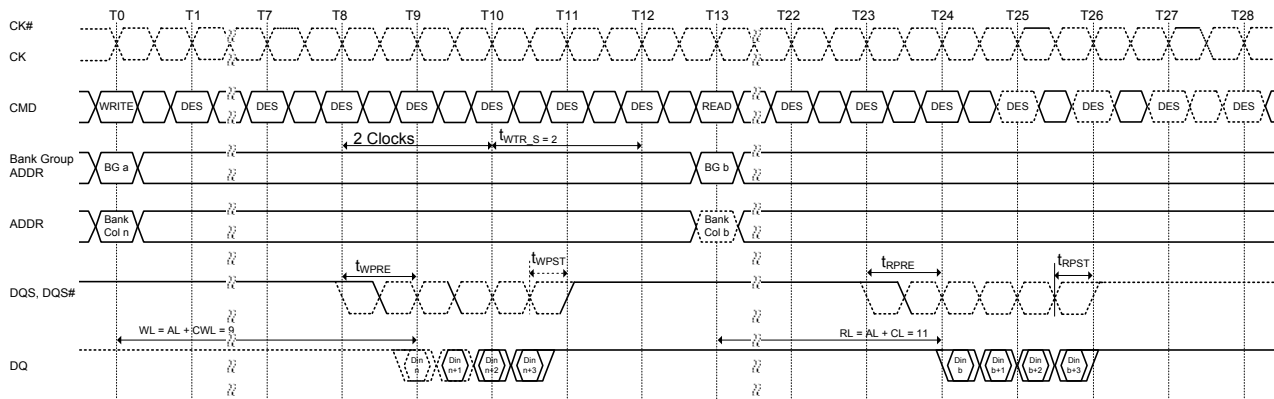 T0 T1 T7 T8 T9 T10 T11 T12 T13 T22 T23 T24 T25 T26 T27 T28
CK#
CK
CMD WRITE DES DES DES DES DES DES DES READ DES DES DES DES DES DES DES
2 Clocks tWTR_S = 2
Bank Group
ADDR
BG a BG b
ADDR
Bank
Col n
Bank
Col b
tWPRE tWPST tRPRE tRPST
DQS, DQS#
WL = AL + CWL = 9 RL = AL + CL = 11
DQ
Din
n
Din
n+1
Din
n+2
Din
n+3
Din
b
Din
b+1
Din
b+2
Din
b+3